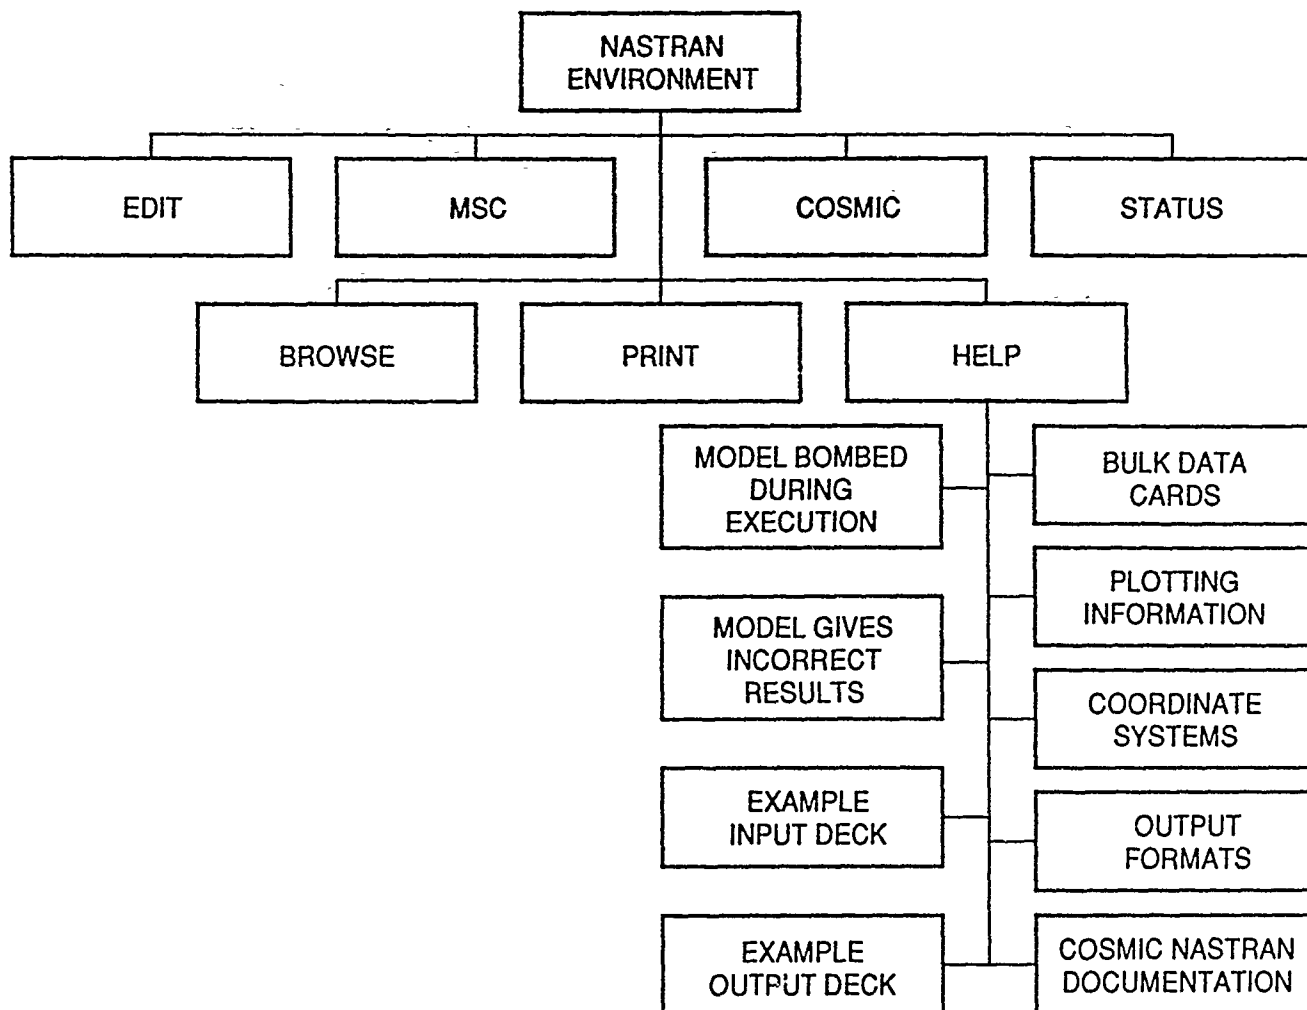 NASTRAN
ENVIRONMENT
EDIT
MSC
COSMIC
STATUS
BROWSE
PRINT
HELP
MODEL BOMBED
DURING
EXECUTION
BULK DATA
CARDS
PLOTTING
INFORMATION
MODEL GIVES
INCORRECT
RESULTS
COORDINATE
SYSTEMS
EXAMPLE
INPUT DECK
OUTPUT
FORMATS
EXAMPLE
OUTPUT DECK
COSMIC NASTRAN
DOCUMENTATION